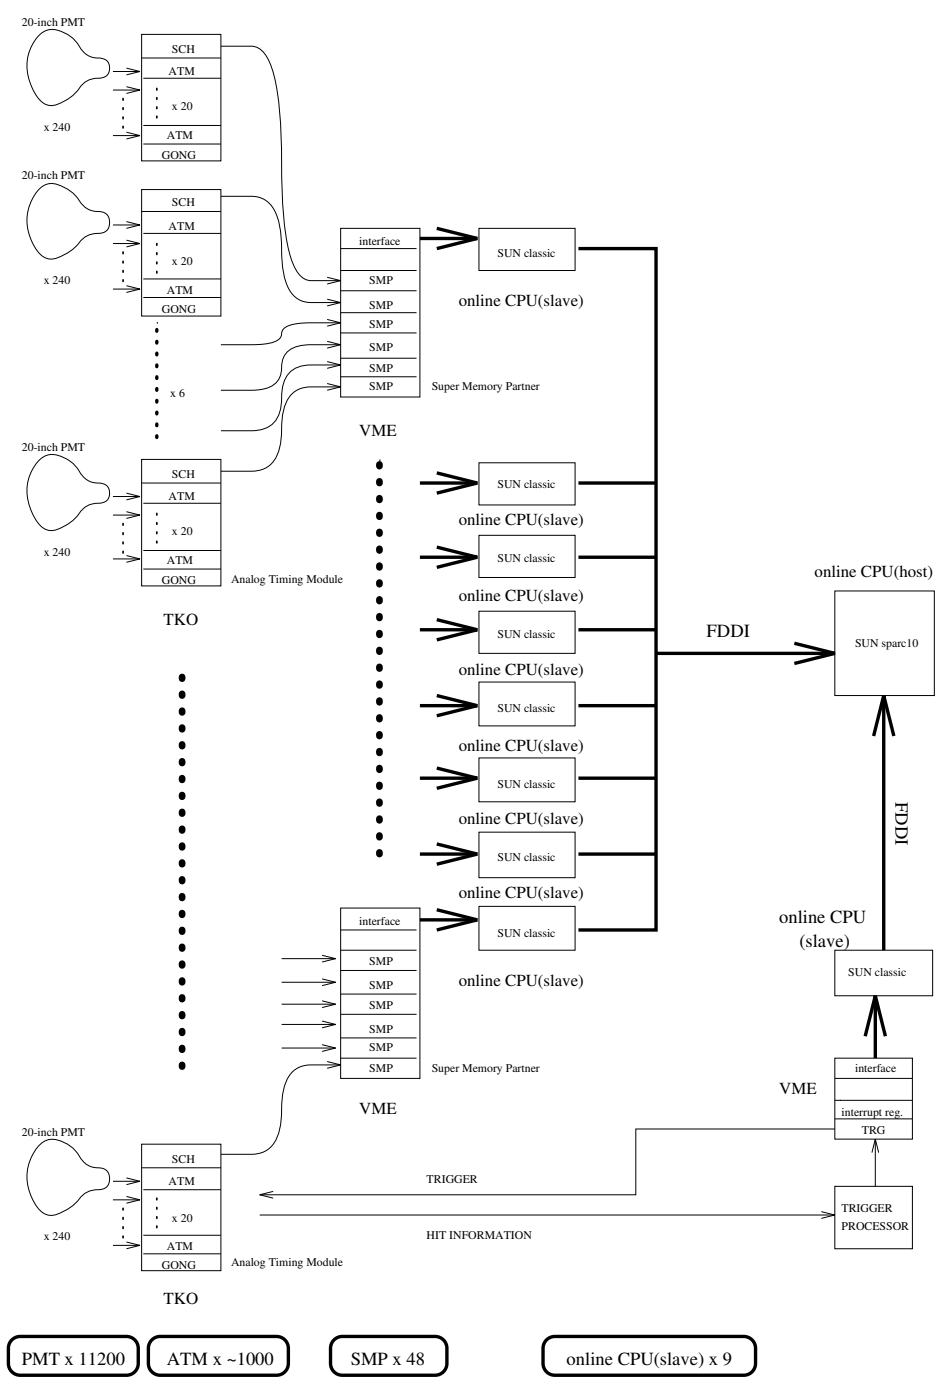 20-inch PMT
SCH
ATM
x 20
x 240
ATM
GONG
20-inch PMT
SCH
ATM
x 20
x 240
ATM
GONG
x 6
20-inch PMT
SCH
ATM
x 20
x 240
ATM
GONG
Analog Timing Module
TKO
interface
SMP
SMP
SMP
SMP
SMP
SMP
Super Memory Partner
VME
SUN classic
online CPU(slave)
SUN classic
online CPU(slave)
SUN classic
online CPU(slave)
SUN classic
online CPU(slave)
SUN classic
online CPU(slave)
SUN classic
online CPU(slave)
SUN classic
online CPU(slave)
SUN classic
online CPU(slave)
interface
SMP
SMP
SMP
SMP
SMP
SMP
Super Memory Partner
VME
FDDI
online CPU(host)
SUN sparc10
FDDI
online CPU
(slave)
SUN classic
VME
interface
interrupt reg.
TRG
TRIGGER
PROCESSOR
TRIGGER
HIT INFORMATION
20-inch PMT
SCH
ATM
x 20
x 240
ATM
GONG
Analog Timing Module
TKO
PMT x 11200
ATM x ~1000
SMP x 48
online CPU(slave) x 9